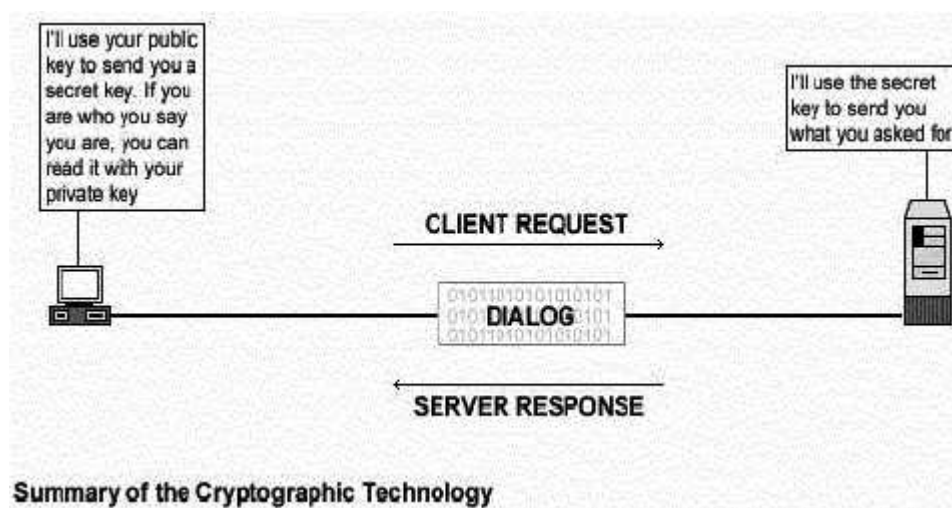 I'll use your public
key to send you a
secret key. If you
are who you say
you are, you can
read it with your
private key
I'll use the secret
key to send you
what you asked for
CLIENT REQUEST
01011010101010101
DIALOG
01011010101010101
SERVER RESPONSE
Summary of the Cryptographic Technology